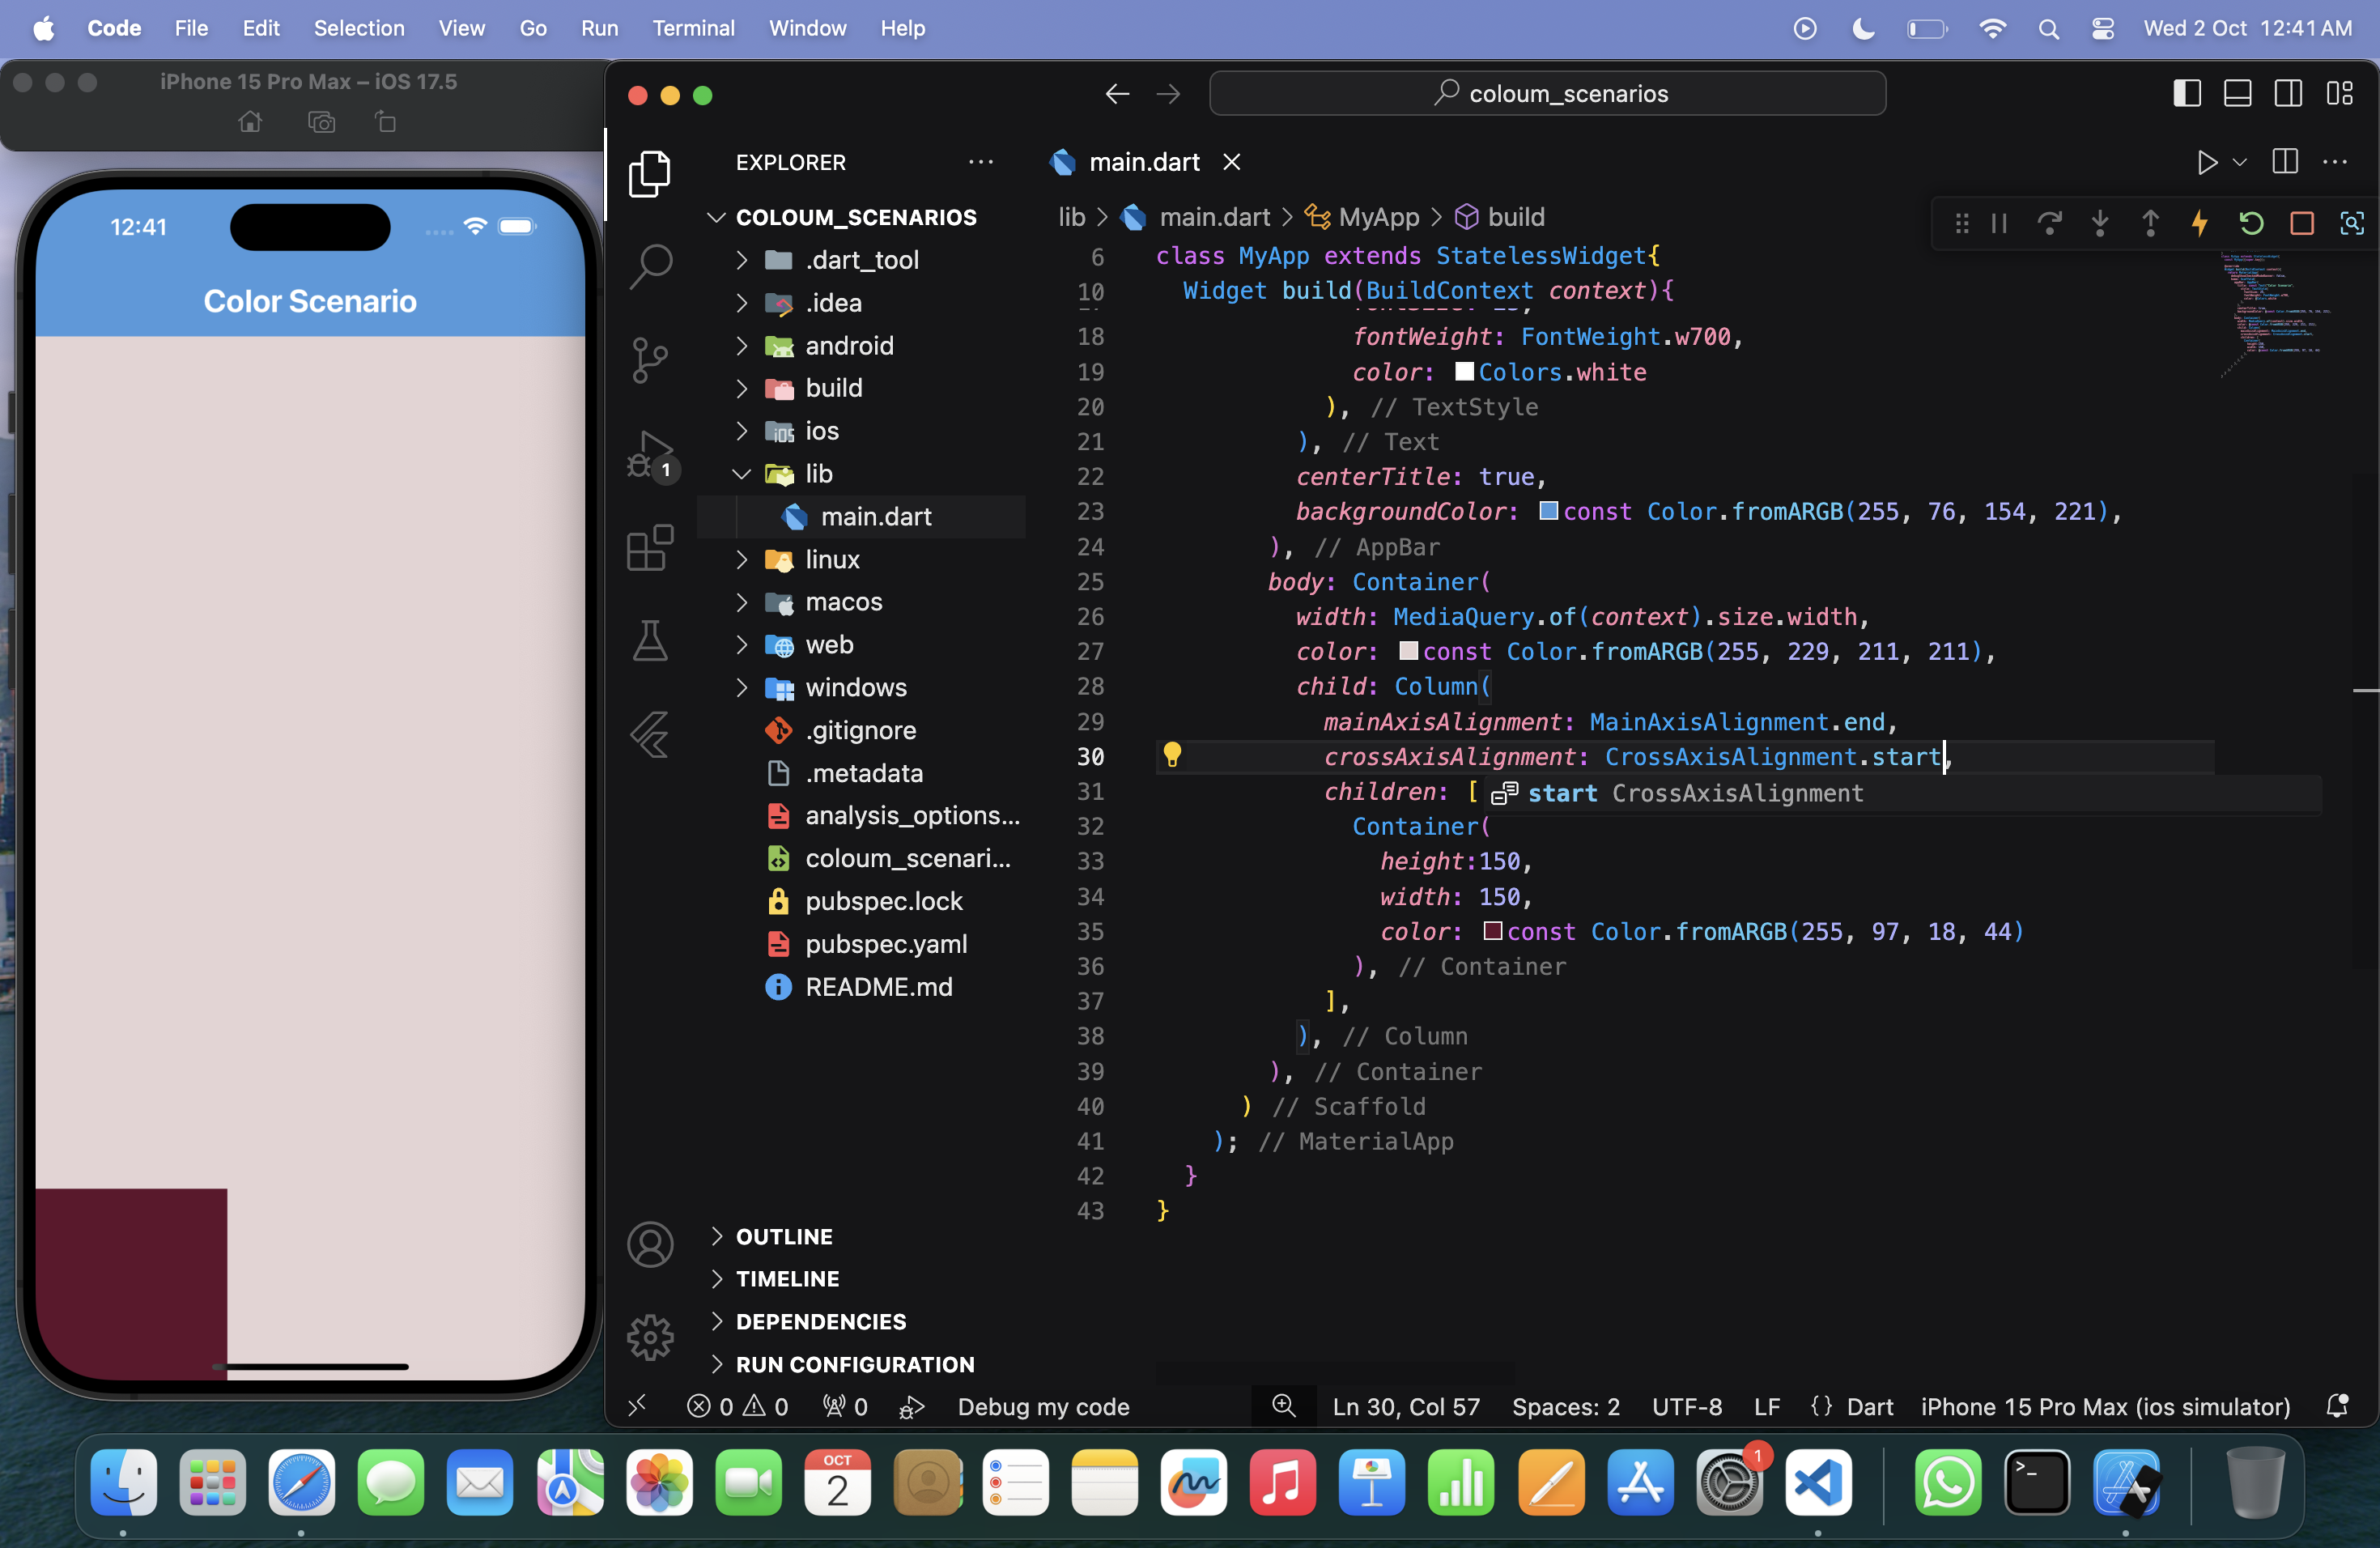 Code File Edit Selection View Go Run Terminal Window Help
Wed 2 Oct 12:41 AM
iPhone 15 Pro Max – iOS 17.5
12:41
Color Scenario
coloum_scenarios
EXPLORER
COLOUM_SCENARIOS
.dart_tool
.idea
android
build
ios
lib
main.dart
linux
macos
web
windows
.gitignore
.metadata
analysis_options...
coloum_scenari...
pubspec.lock
pubspec.yaml
README.md
OUTLINE
TIMELINE
DEPENDENCIES
RUN CONFIGURATION
1
main.dart
lib > main.dart > MyApp > build
6 class MyApp extends StatelessWidget{
10 Widget build(BuildContext context){
18 fontWeight: FontWeight.w700,
19 color: Colors.white
20 ), // TextStyle
21 ), // Text
22 centerTitle: true,
23 backgroundColor: const Color.fromARGB(255, 76, 154, 221),
24 ), // AppBar
25 body: Container(
26 width: MediaQuery.of(context).size.width,
27 color: const Color.fromARGB(255, 229, 211, 211),
28 child: Column(
29 mainAxisAlignment: MainAxisAlignment.end,
30 crossAxisAlignment: CrossAxisAlignment.start,
31 children: [ start CrossAxisAlignment
32 Container(
33 height:150,
34 width: 150,
35 color: const Color.fromARGB(255, 97, 18, 44)
36 ), // Container
37 ],
38 ), // Column
39 ), // Container
40 ) // Scaffold
41 ); // MaterialApp
42 }
43 }
0 0 0 Debug my code Ln 30, Col 57 Spaces: 2 UTF-8 LF {} Dart iPhone 15 Pro Max (ios simulator)
OCT
2
1
>_